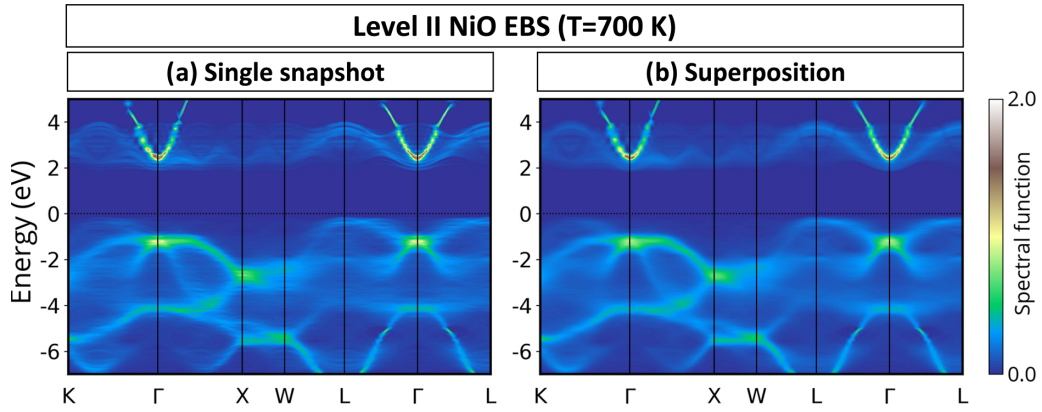 Level II NiO EBS (T=700 K)
(a) Single snapshot
(b) Superposition
Energy (eV)
4
2
0
-2
-4
-6
K Γ X W L Γ L
4
2
0
-2
-4
-6
K Γ X W L Γ L
2.0
Spectral function
0.0